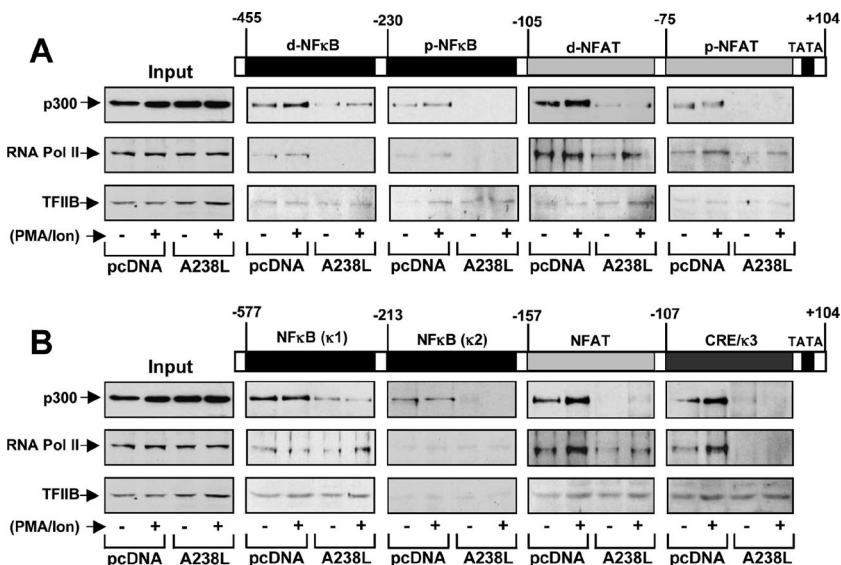 -455 -230 -105 -75 +104
A d-NFκB p-NFκB d-NFAT p-NFAT TATA
Input
p300
RNA Pol II
TFIIB
(PMA/Ion) - + - + - + - + - + - + - + - + - + - +
pcDNA A238L pcDNA A238L pcDNA A238L pcDNA A238L pcDNA A238L
-577 -213 -157 -107 +104
B NFκB (κ1) NFκB (κ2) NFAT CRE/κ3 TATA
Input
p300
RNA Pol II
TFIIB
(PMA/Ion) - + - + - + - + - + - + - + - + - + - +
pcDNA A238L pcDNA A238L pcDNA A238L pcDNA A238L pcDNA A238L